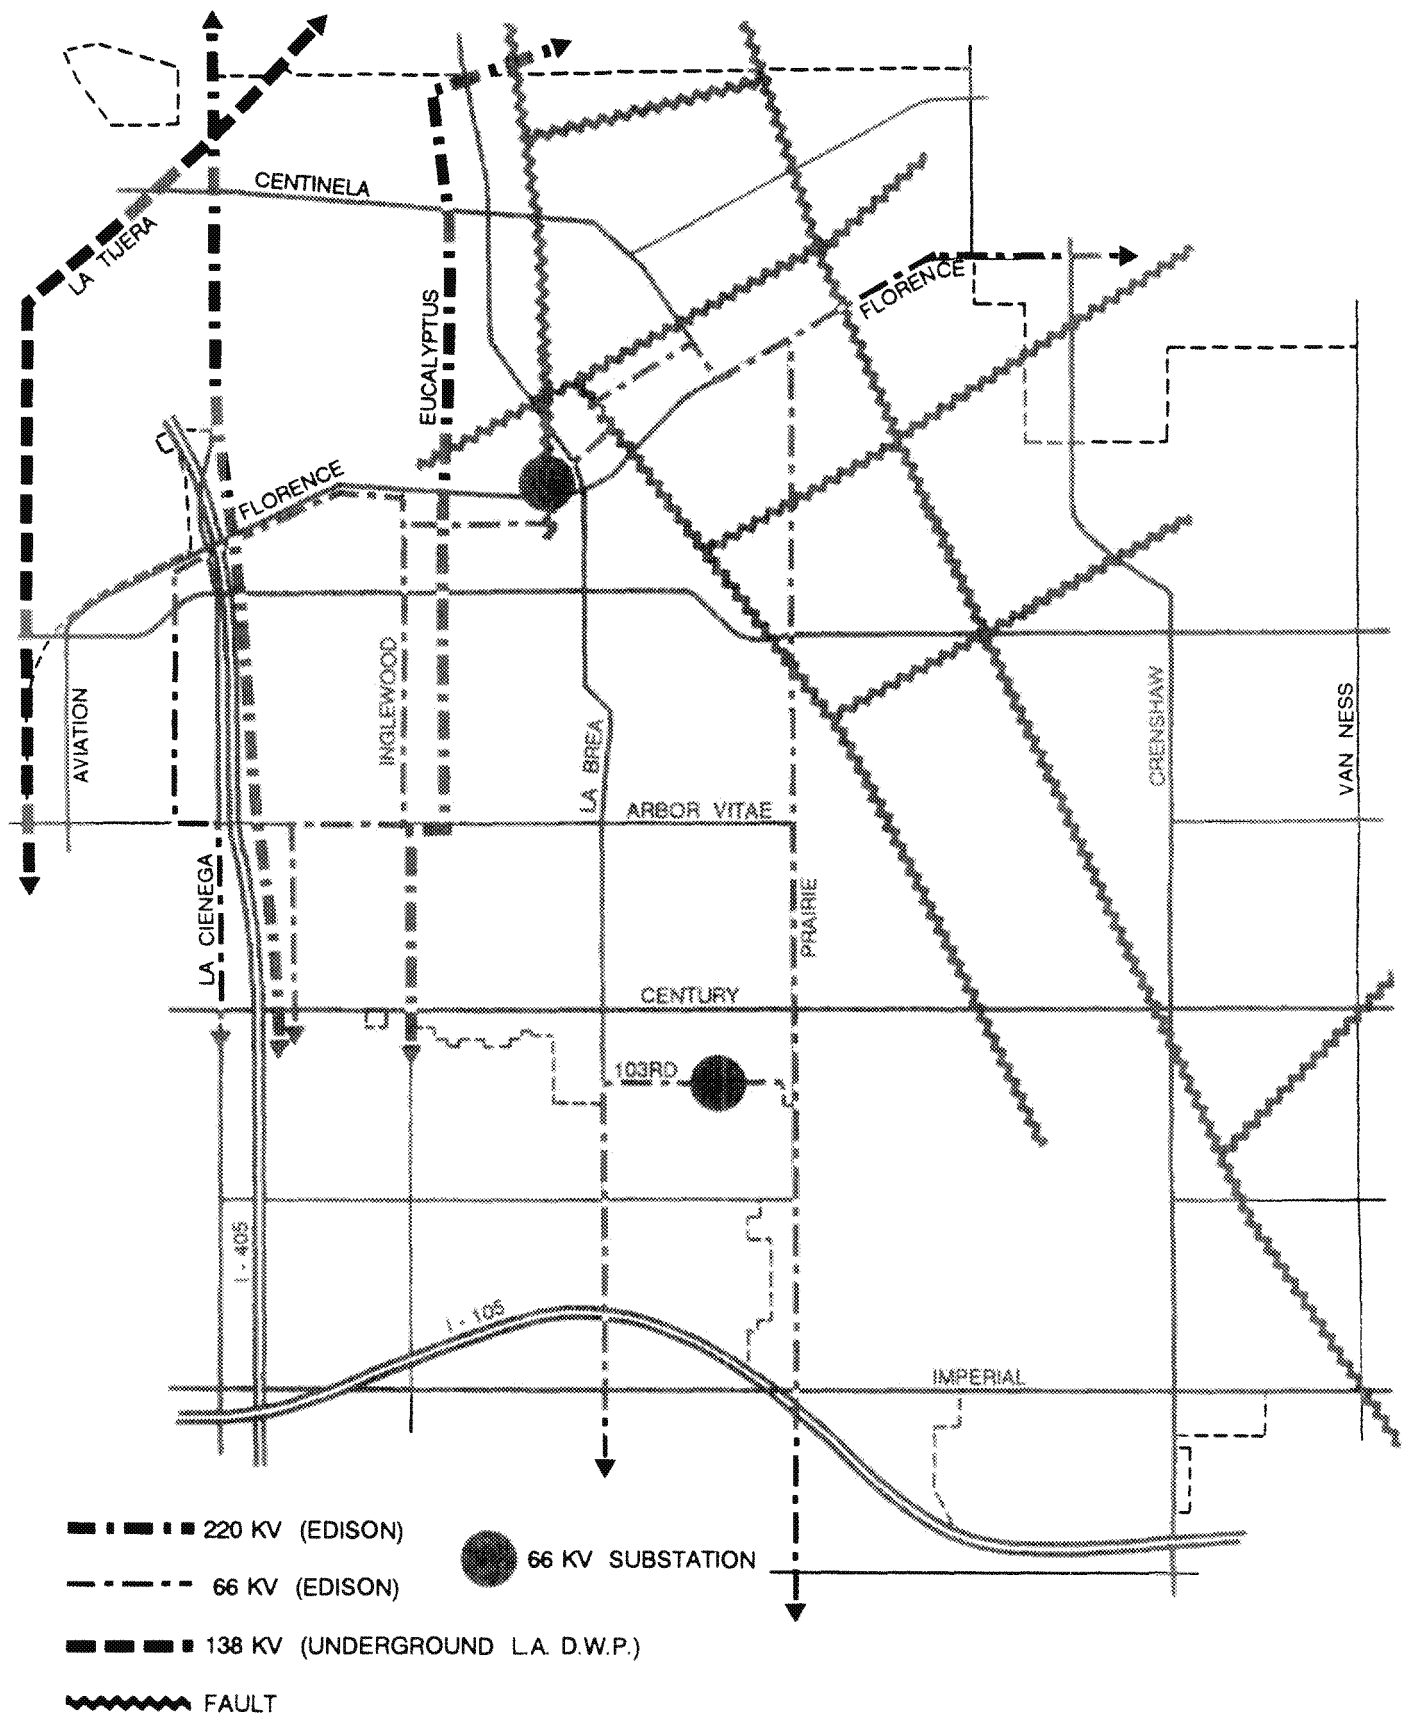 CENTINELA
LA TIJERA
EUCALYPTUS
FLORENCE
FLORENCE
INGLEWOOD
AVIATION
LA BREA
CRENSHAW
VAN NESS
ARBOR VITAE
LA CIENEGA
PRAIRIE
CENTURY
103RD
I - 405
I - 105
IMPERIAL
220 KV (EDISON)
66 KV (EDISON)
66 KV SUBSTATION
138 KV (UNDERGROUND L.A. D.W.P.)
FAULT